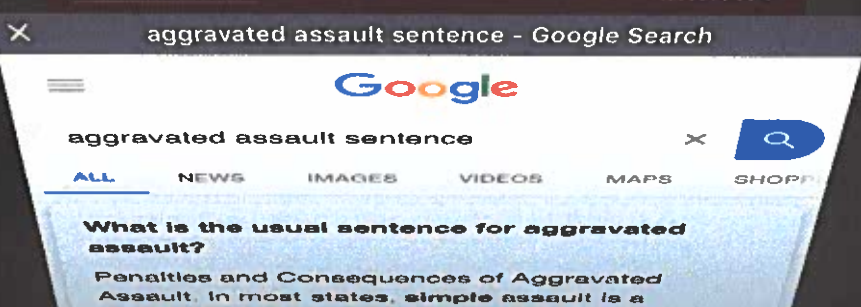 aggravated assault sentence - Google Search
Google
aggravated assault sentence
ALL NEWS IMAGES VIDEOS MAPS SHOPP
What is the usual sentence for aggravated
assault?
Penalties and Consequences of Aggravated
Assault. In most states, simple assault is a